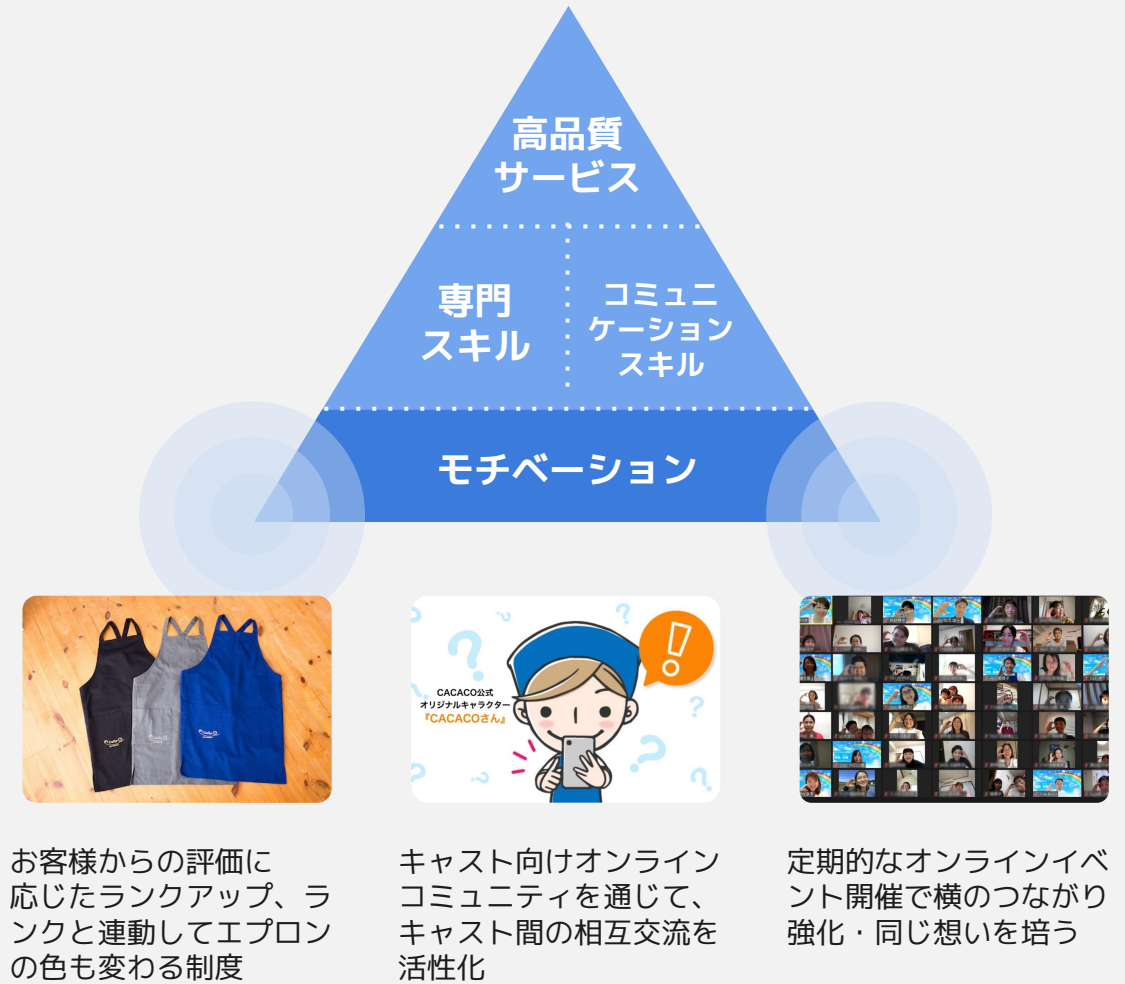 高品質
サービス
専門
スキル
コミュニ
ケーション
スキル
モチベーション
CACACO公式
オリジナルキャラクター
『CACACOさん』
お客様からの評価に
応じたランクアップ、ラ
ンクと連動してエプロン
の色も変わる制度
キャスト向けオンライン
コミュニティを通じて、
キャスト間の相互交流を
活性化
定期的なオンラインイベ
ント開催で横のつながり
強化・同じ想いを培う